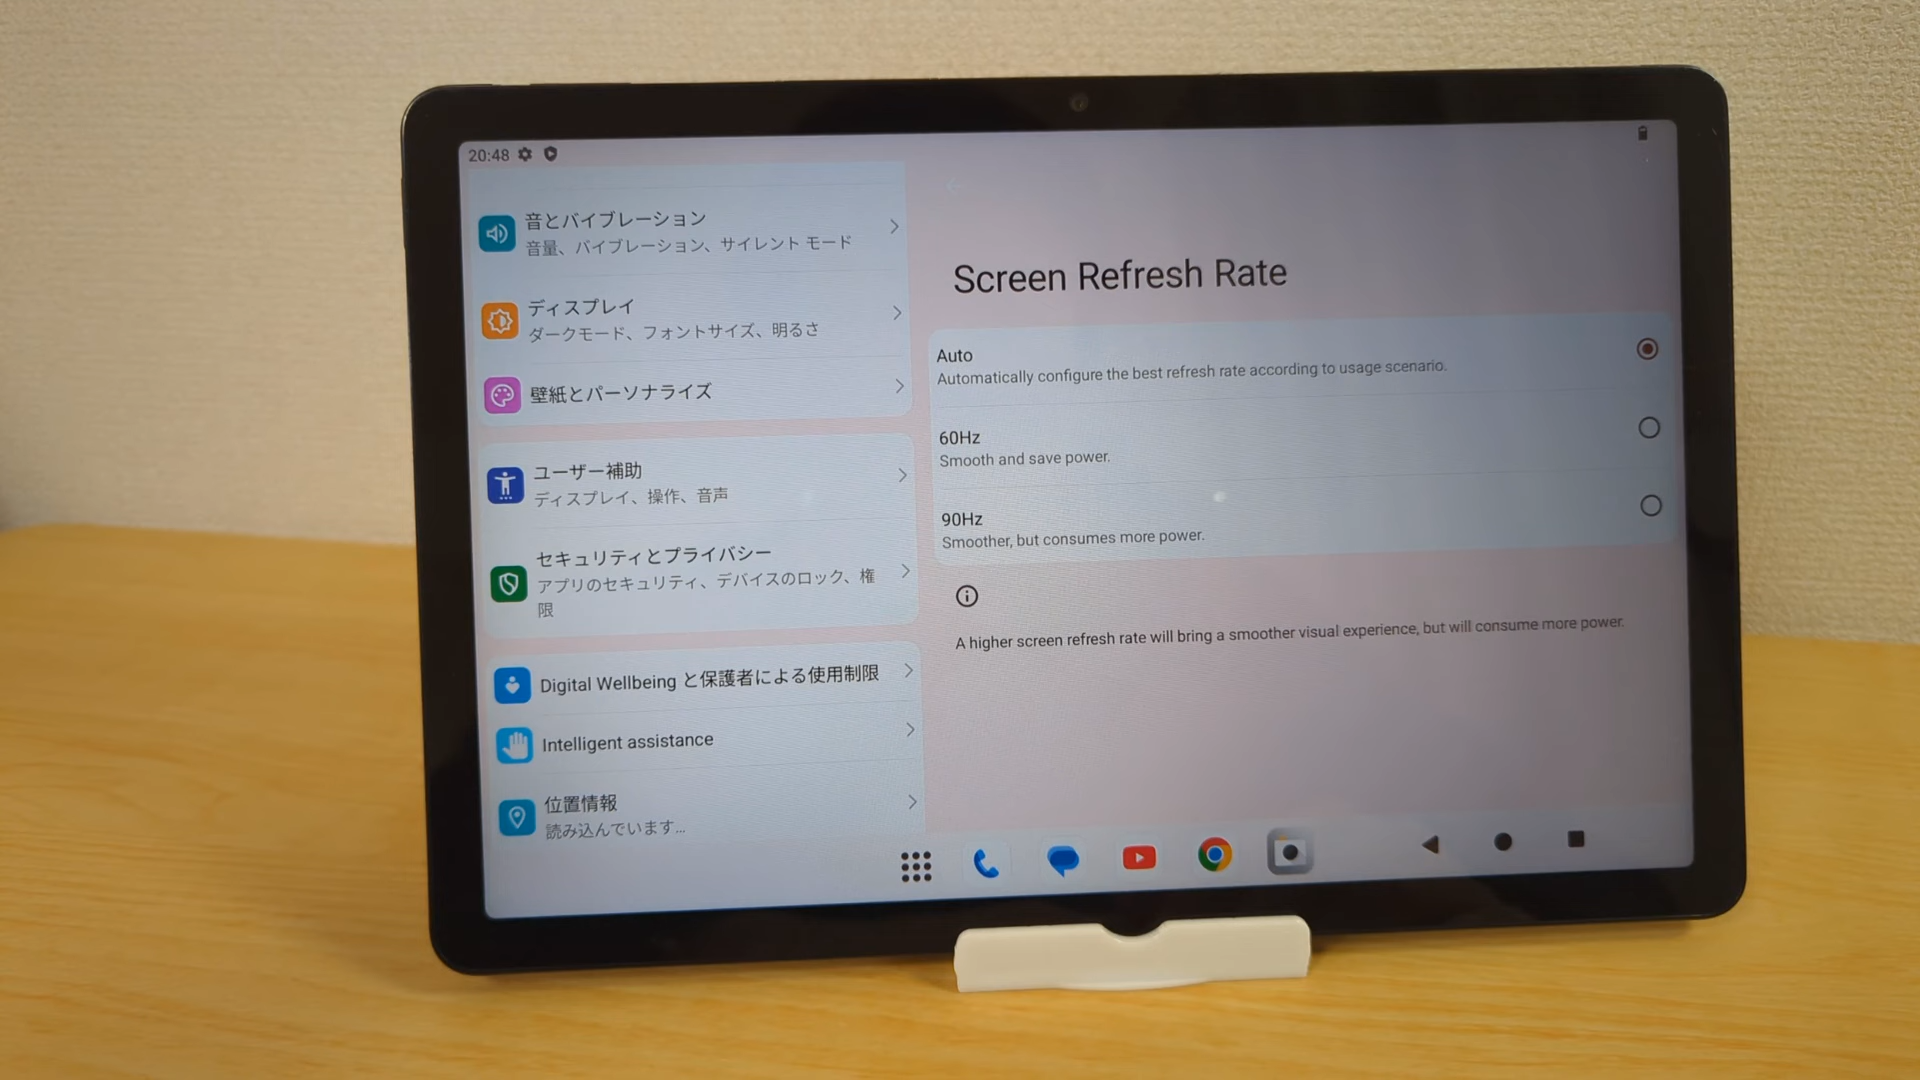 20:48
音とバイブレーション
音量、バイブレーション、サイレント モード
ディスプレイ
ダークモード、フォントサイズ、明るさ
壁紙とパーソナライズ
ユーザー補助
ディスプレイ、操作、音声
セキュリティとプライバシー
アプリのセキュリティ、デバイスのロック、権
限
Digital Wellbeing と保護者による使用制限
Intelligent assistance
位置情報
読み込んでいます...
Screen Refresh Rate
Auto
Automatically configure the best refresh rate according to usage scenario.
60Hz
Smooth and save power.
90Hz
Smoother, but consumes more power.
A higher screen refresh rate will bring a smoother visual experience, but will consume more power.